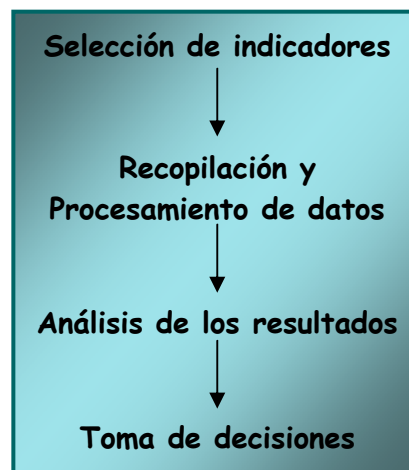 Selección de indicadores
Recopilación y
Procesamiento de datos
Análisis de los resultados
Toma de decisiones